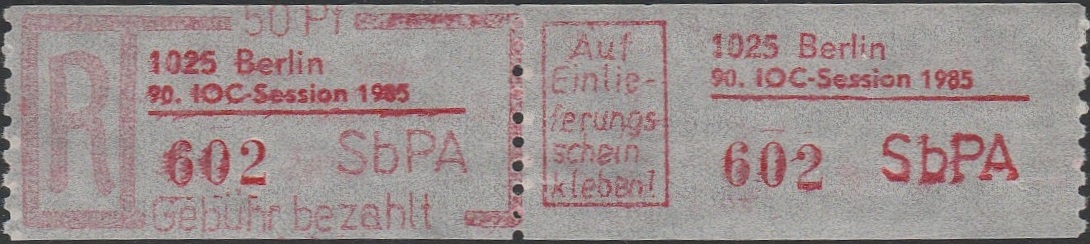 50 Pf
R
1025 Berlin
90. IOC-Session 1985
602 SbPA
Gebühr bezahlt
Auf
Einlie-
ferungs-
schein
kleben!
1025 Berlin
90. IOC-Session 1985
602 SbPA